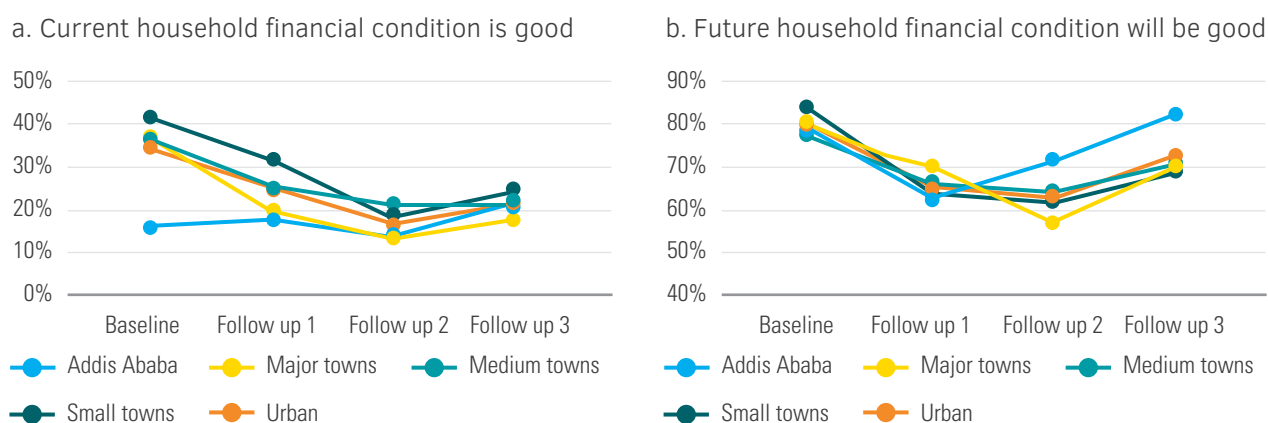 a. Current household financial condition is good
50%
40%
30%
20%
10%
0%
Baseline Follow up 1 Follow up 2 Follow up 3
Addis Ababa Major towns Medium towns
Small towns Urban
b. Future household financial condition will be good
90%
80%
70%
60%
50%
40%
Baseline Follow up 1 Follow up 2 Follow up 3
Addis Ababa Major towns Medium towns
Small towns Urban